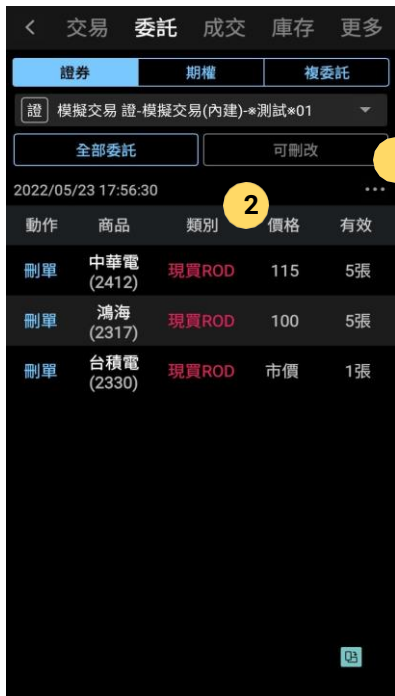 交易 委託 成交 庫存 更多
證券 期權 複委託
證 模擬交易 證-模擬交易(內建)-※測試※01
全部委託 可刪改
2022/05/23 17:56:30
2
動作 商品 類別 價格 有效
刪單 中華電 現買ROD 115 5張
(2412)
刪單 鴻海 現買ROD 100 5張
(2317)
刪單 台積電 現買ROD 市價 1張
(2330)